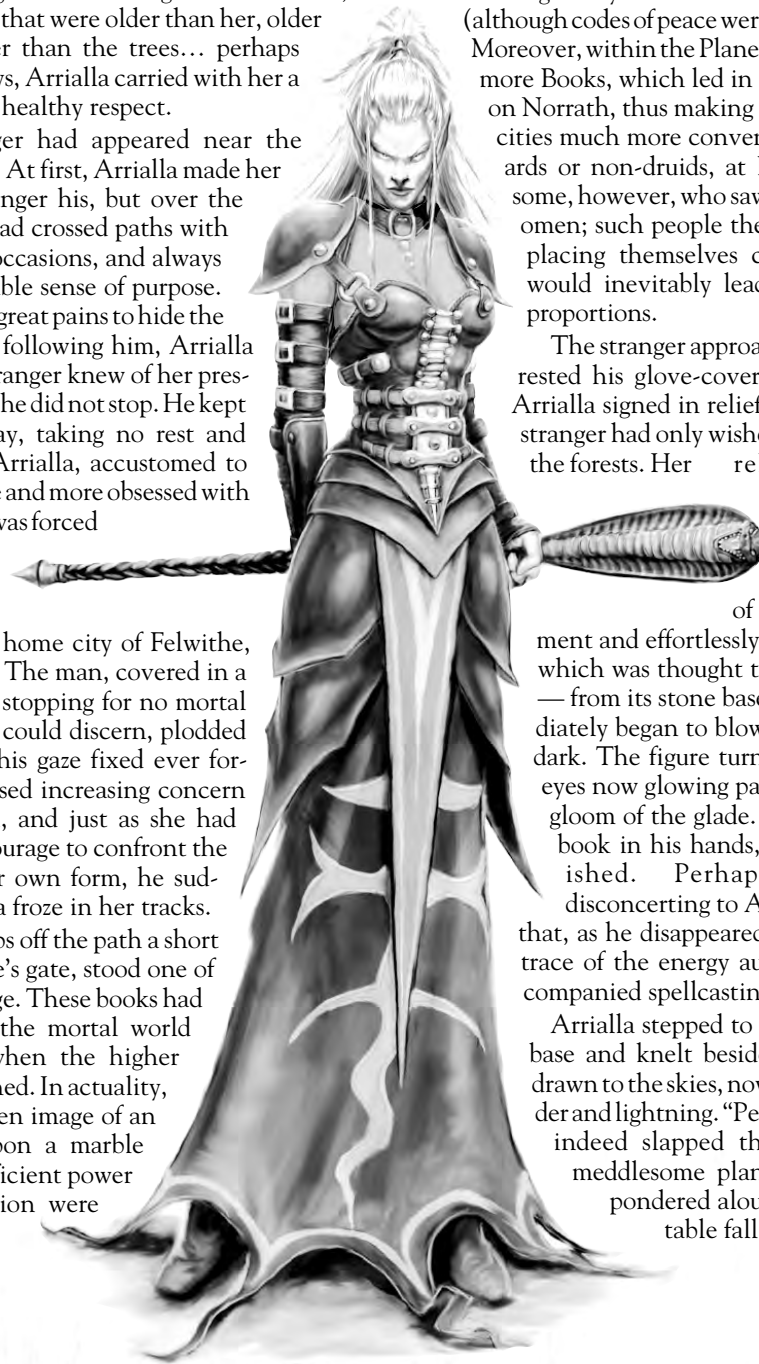 that were older than her, older
er than the trees… perhaps
ys, Arrialla carried with her a
healthy respect.
ger had appeared near the
At first, Arrialla made her
nger his, but over the
ad crossed paths with
occasions, and always
ble sense of purpose.
great pains to hide the
following him, Arrialla
ranger knew of her pres-
he did not stop. He kept
ay, taking no rest and
Arrialla, accustomed to
e and more obsessed with
was forced
home city of Felwithe,
The man, covered in a
stopping for no mortal
could discern, plodded
his gaze fixed ever for-
sed increasing concern
, and just as she had
ourage to confront the
r own form, he sud-
a froze in her tracks.
ps off the path a short
e’s gate, stood one of
ge. These books had
the mortal world
when the higher
ned. In actuality,
en image of an
pon a marble
ficient power
tion were
(although codes of peace were
Moreover, within the Plane
more Books, which led in
on Norrath, thus making
cities much more conver
ards or non-druids, at
some, however, who saw
omen; such people the
placing themselves c
would inevitably lead
proportions.
The stranger approa
rested his glove-cover
Arrialla signed in relief
stranger had only wishe
the forests. Her re
of
ment and effortlessly
which was thought t
— from its stone base
diately began to blow
dark. The figure turn
eyes now glowing pa
gloom of the glade.
book in his hands,
ished. Perhap
disconcerting to A
that, as he disappeared
trace of the energy au
companied spellcastin
Arrialla stepped to
base and knelt besid
drawn to the skies, nov
der and lightning. “Pe
indeed slapped th
meddlesome plan
pondered alou
table fall